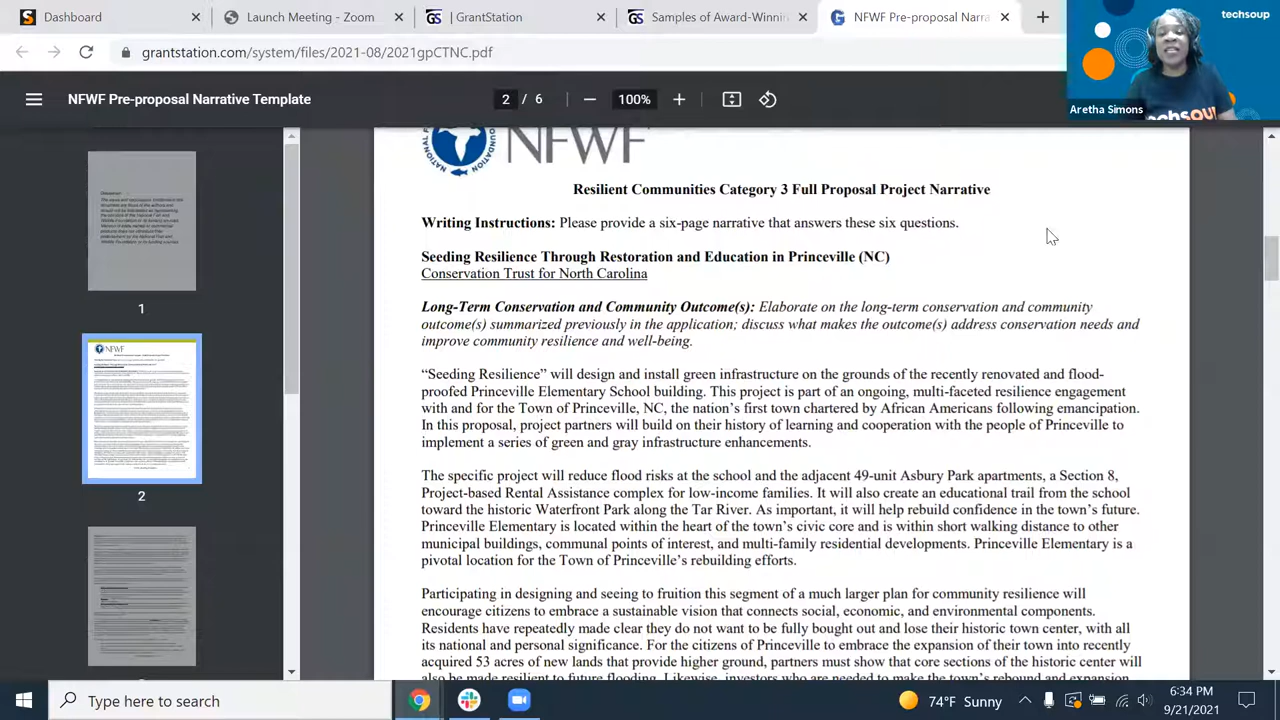 Dashboard
Launch Meeting - Zoom
| GrantStation
Samples of Award-Winni
NFWF Pre-proposal Narra
techsoup
grantstation.com/system/files/2021-08/2021gpCTNC.pdf
NFWF Pre-proposal Narrative Template
2 / 6
100%
Aretha Simons
NFWF
Resilient Communities Category 3 Full Proposal Project Narrative
Writing Instructions: Please provide a six-page narrative that answers these six questions.
Seeding Resilience Through Restoration and Education in Princeville (NC)
Conservation Trust for North Carolina
Long-Term Conservation and Community Outcome(s): Elaborate on the long-term conservation and community
outcome(s) summarized previously in the application; discuss what makes the outcome(s) address conservation needs and
improve community resilience and well-being.
“Seeding Resilience” will design and install green infrastructure on the grounds of the recently renovated and flood-
proofed Princeville Elementary School building. This project is part of an ongoing, multi-faceted resilience engagement
with and for the Town of Princeville, NC, the nation’s first town chartered by African Americans following emancipation.
In this proposal, project partners will build on their history of learning and cooperation with the people of Princeville to
implement a series of green and gray infrastructure enhancements.
The specific project will reduce flood risks at the school and the adjacent 49-unit Asbury Park apartments, a Section 8,
Project-based Rental Assistance complex for low-income families. It will also create an educational trail from the school
toward the historic Waterfront Park along the Tar River. As important, it will help rebuild confidence in the town’s future.
Princeville Elementary is located within the heart of the town’s civic core and is within short walking distance to other
municipal buildings, communal points of interest, and multi-family residential developments. Princeville Elementary is a
pivotal location for the Town of Princeville’s rebuilding efforts.
Participating in designing and seeing to fruition this segment of a much larger plan for community resilience will
encourage citizens to embrace a sustainable vision that connects social, economic, and environmental components.
Residents have repeatedly made clear they do not want to be fully bought out and lose their historic town center, with all
its national and personal significance. For the citizens of Princeville to embrace the expansion of their town into recently
acquired 53 acres of new lands that provide higher ground, partners must show that core sections of the historic center will
1
2
Type here to search
74°F Sunny
6:34 PM
9/21/2021